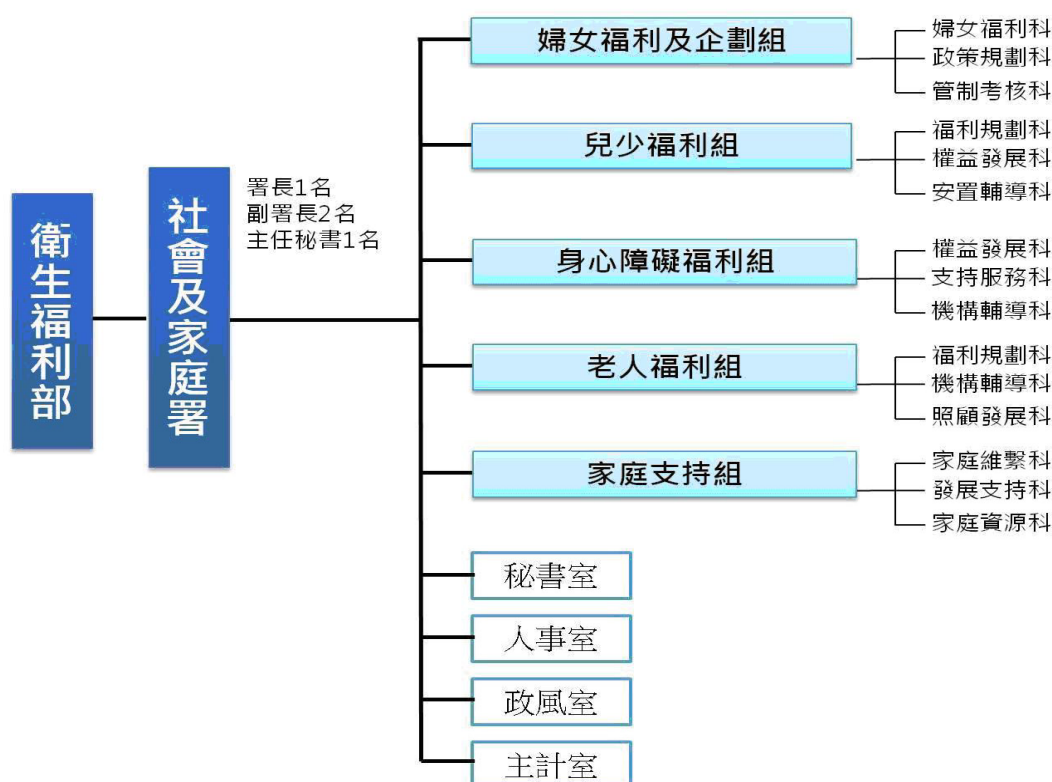 衛生福利部
社會及家庭署
署長1名
副署長2名
主任秘書1名
婦女福利及企劃組
婦女福利科
政策規劃科
管制考核科
兒少福利組
福利規劃科
權益發展科
安置輔導科
身心障礙福利組
權益發展科
支持服務科
機構輔導科
老人福利組
福利規劃科
機構輔導科
照顧發展科
家庭支持組
家庭維繫科
發展支持科
家庭資源科
秘書室
人事室
政風室
主計室